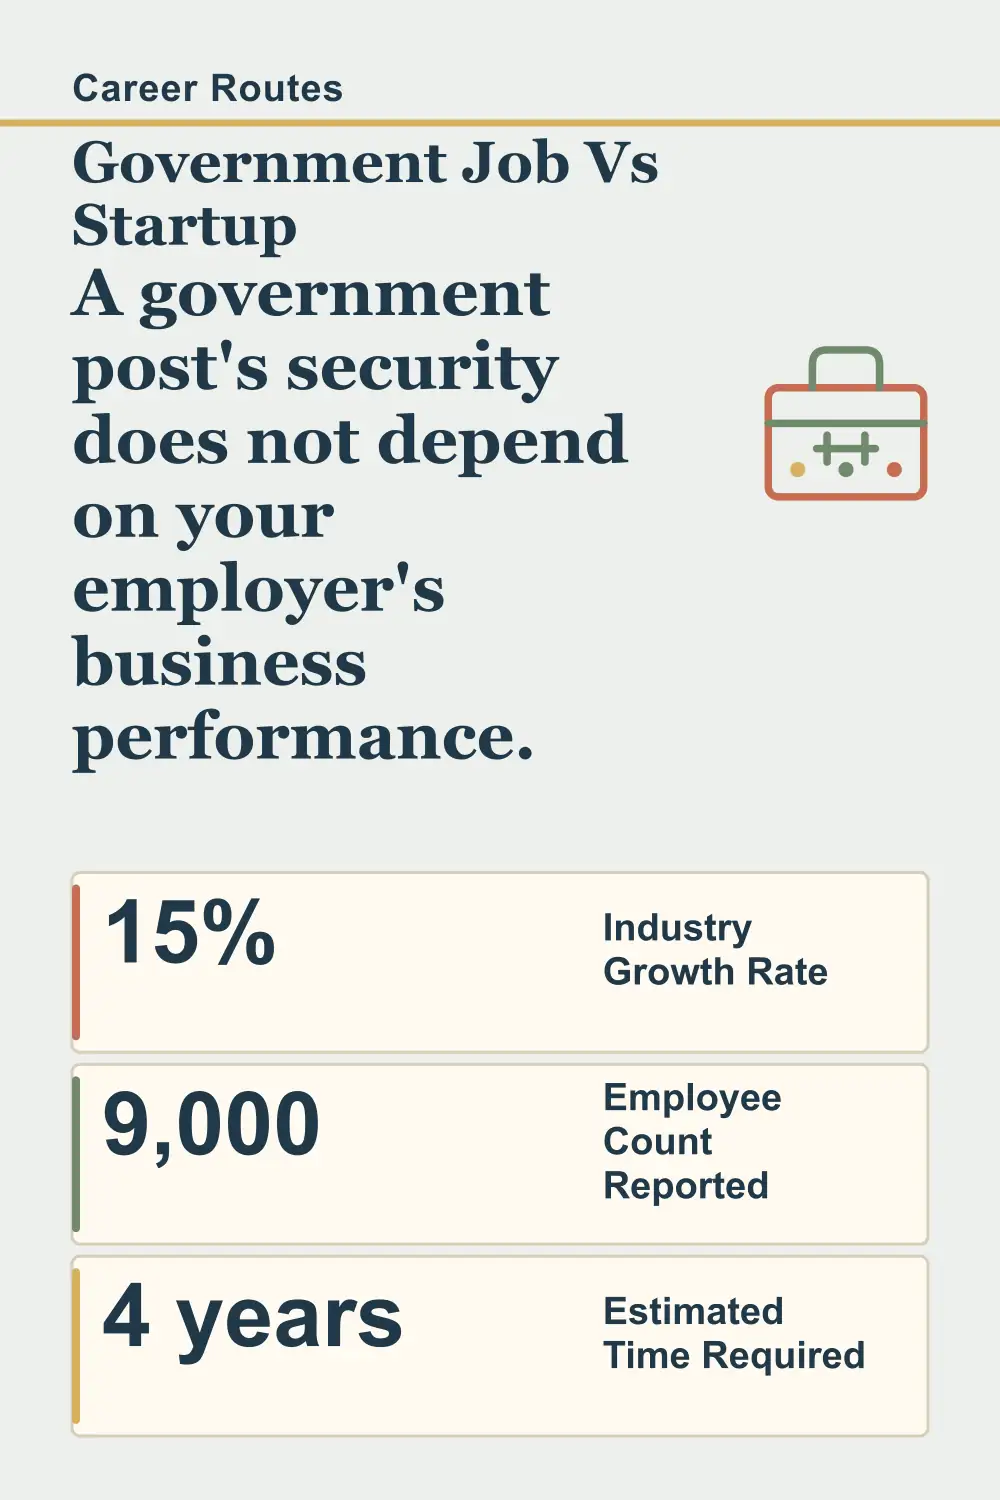 Career Routes
Government Job Vs
Startup
A government
post's security
does not depend
on your
employer's
business
performance.
15%
Industry
Growth Rate
9,000
Employee
Count
Reported
4 years
Estimated
Time Required